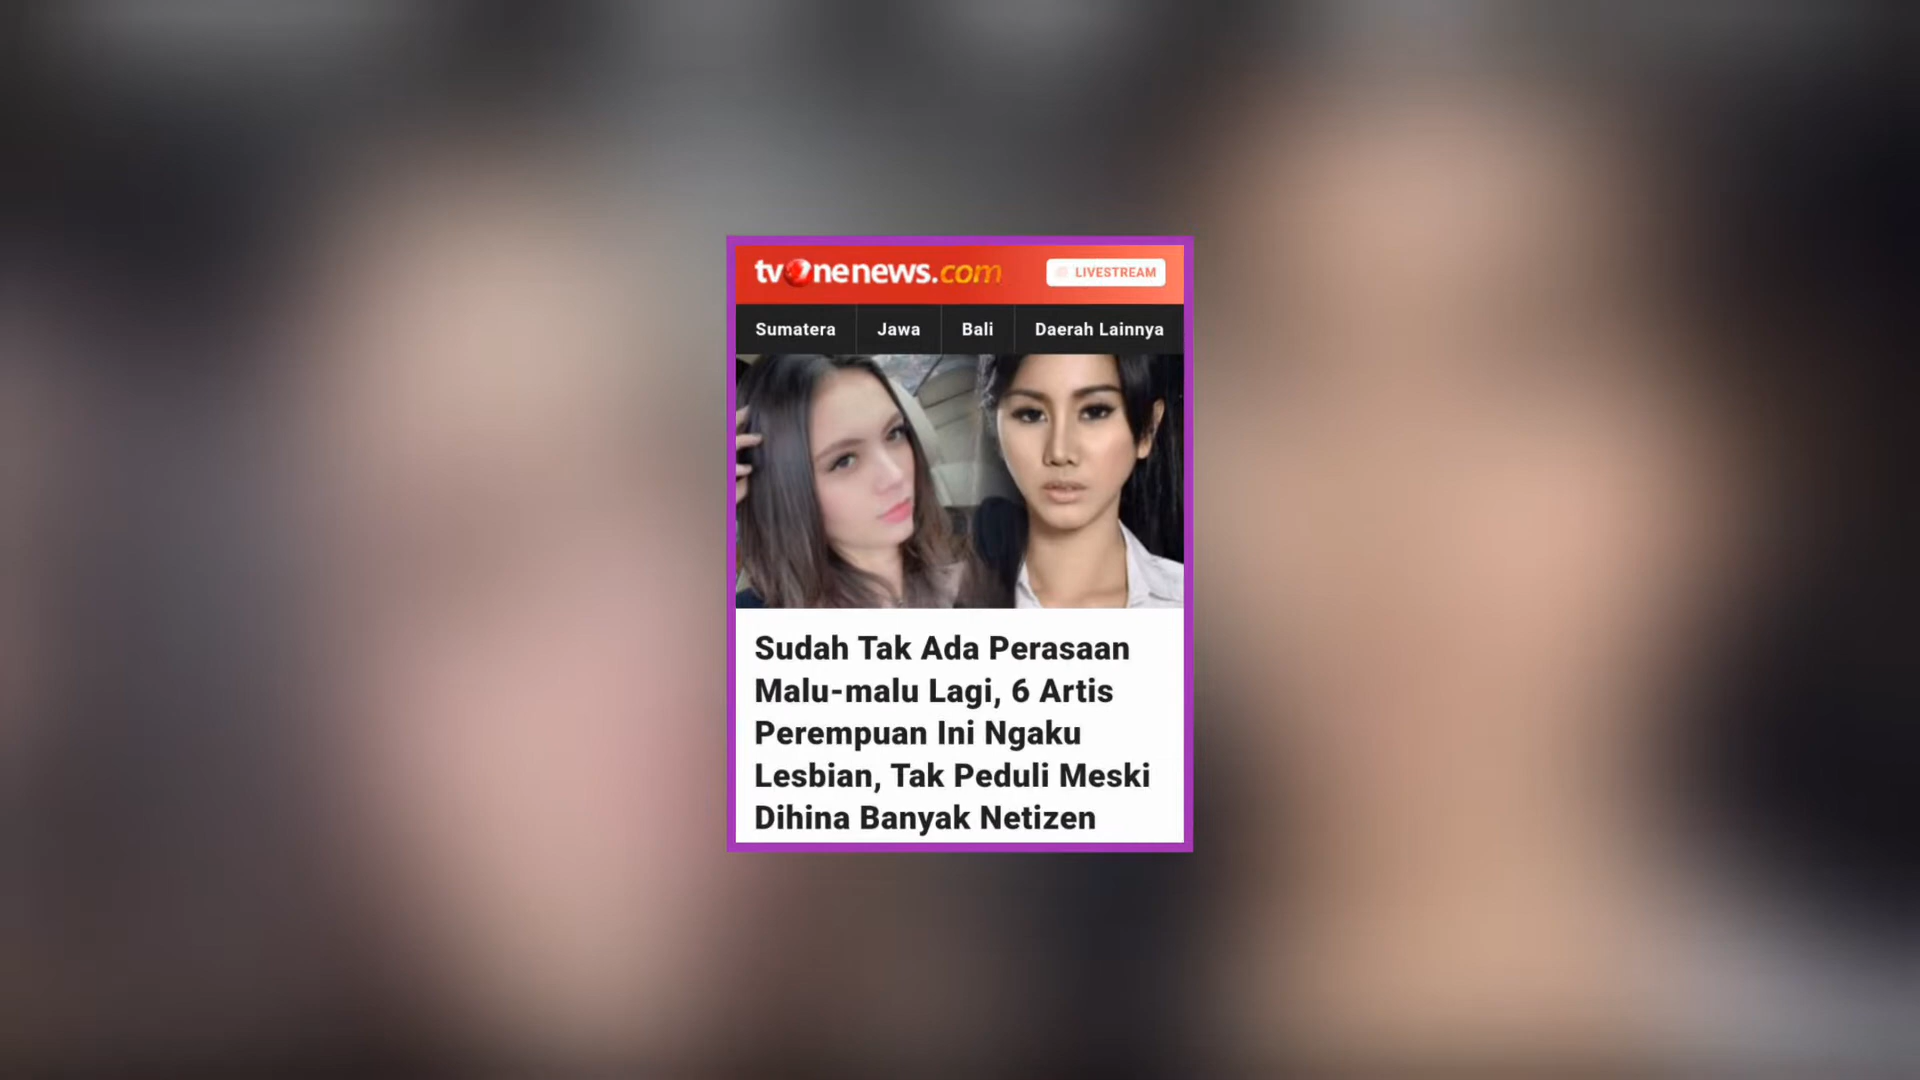 tvOnenews.com
LIVESTREAM
Sumatera Jawa Bali Daerah Lainnya
Sudah Tak Ada Perasaan
Malu-malu Lagi, 6 Artis
Perempuan Ini Ngaku
Lesbian, Tak Peduli Meski
Dihina Banyak Netizen